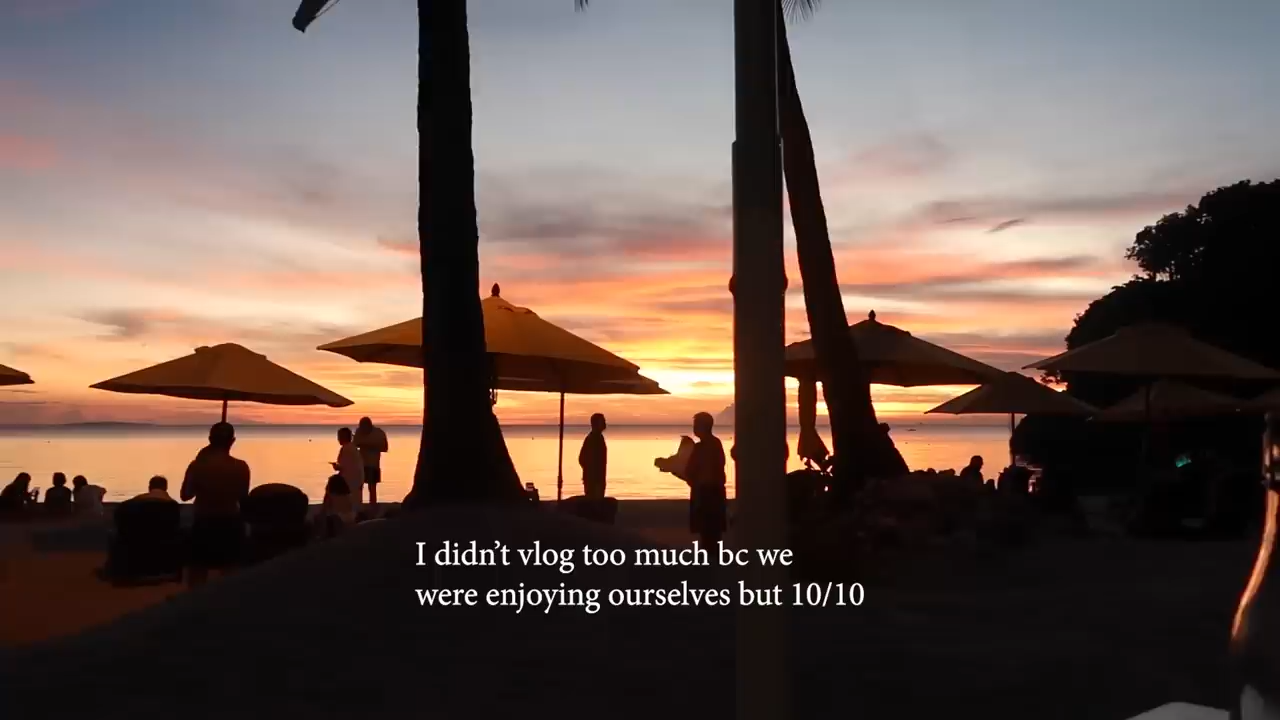 I didn’t vlog too much bc we
were enjoying ourselves but 10/10